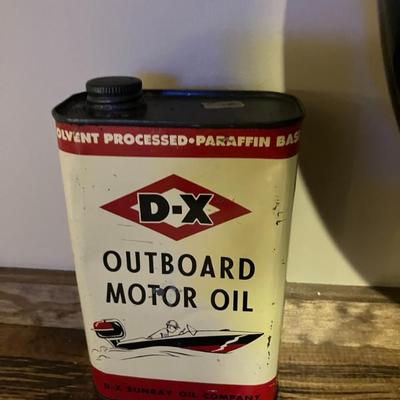 OLVENT PROCESSED•PARAFFIN BAS
D-X
OUTBOARD
MOTOR OIL
D-X SUNRAY OIL COMPANY